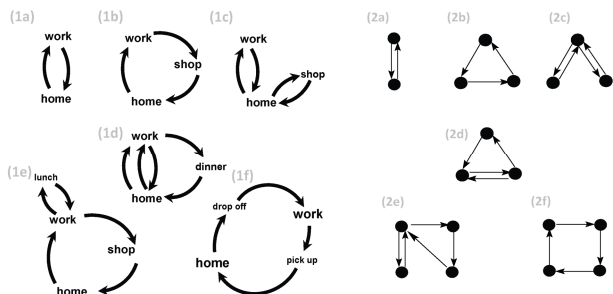 (1a) (1b) (1c) (2a) (2b) (2c)
work
home
work
shop
home
work
shop
home
(1d)
work
dinner
home
(2d)
(1e)
lunch
work
shop
home
(1f)
drop off
work
home
pick up
(2e) (2f)